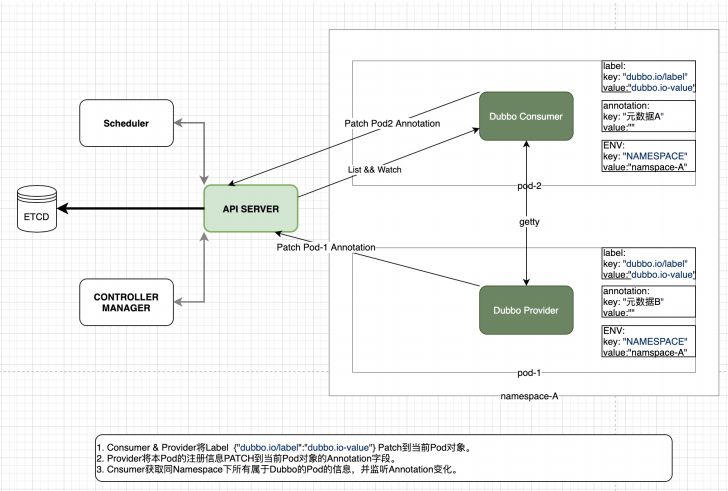 label:
key: "dubbo.io/label"
value:"dubbo.io-value"
annotation:
key: "元数据A"
value:""
ENV:
key: "NAMESPACE"
value:"namspace-A"
Dubbo Consumer
pod-2
Scheduler
Patch Pod2 Annotation
List && Watch
ETCD
API SERVER
getty
Patch Pod-1 Annotation
CONTROLLER
MANAGER
label:
key: "dubbo.io/label"
value:"dubbo.io-value"
annotation:
key: "元数据B"
value:""
ENV:
key: "NAMESPACE"
value:"namspace-A"
Dubbo Provider
pod-1
namespace-A
1. Consumer & Provider将Label {"dubbo.io/label":"dubbo.io-value"} Patch到当前Pod对象。
2. Provider将本Pod的注册信息PATCH到当前Pod对象的Annotation字段。
3. Cnsumer获取同Namespace下所有属于Dubbo的Pod的信息，并监听Annotation变化。